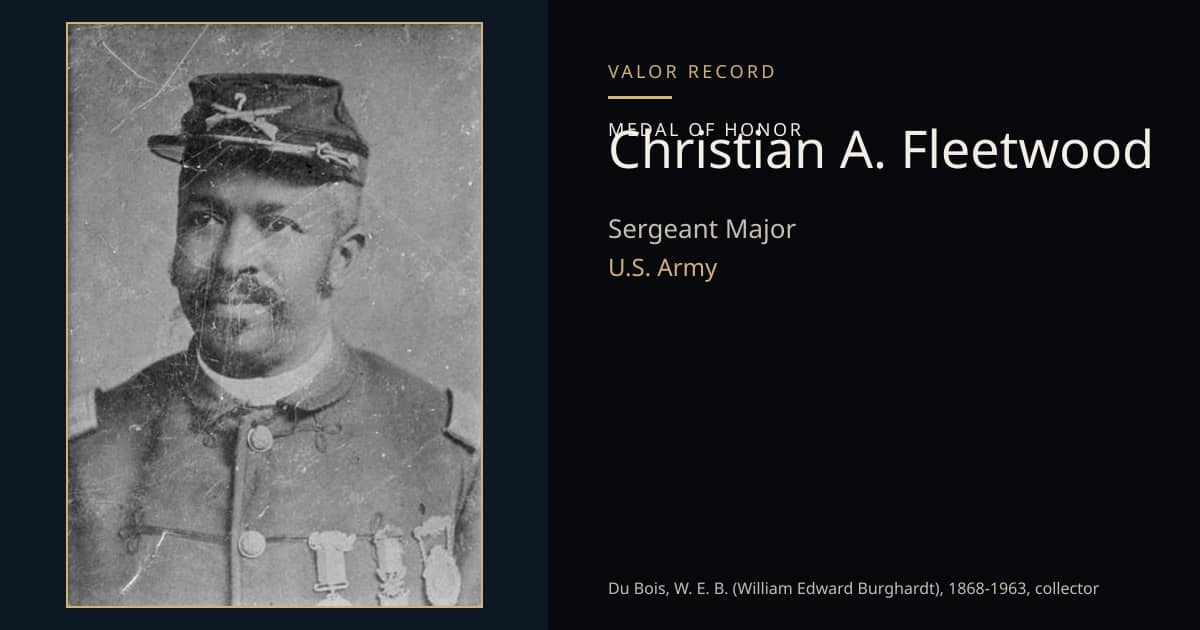 VALOR RECORD
MEDAL OF HONOR
Christian A. Fleetwood
Sergeant Major
U.S. Army
Du Bois, W. E. B. (William Edward Burghardt), 1868-1963, collector